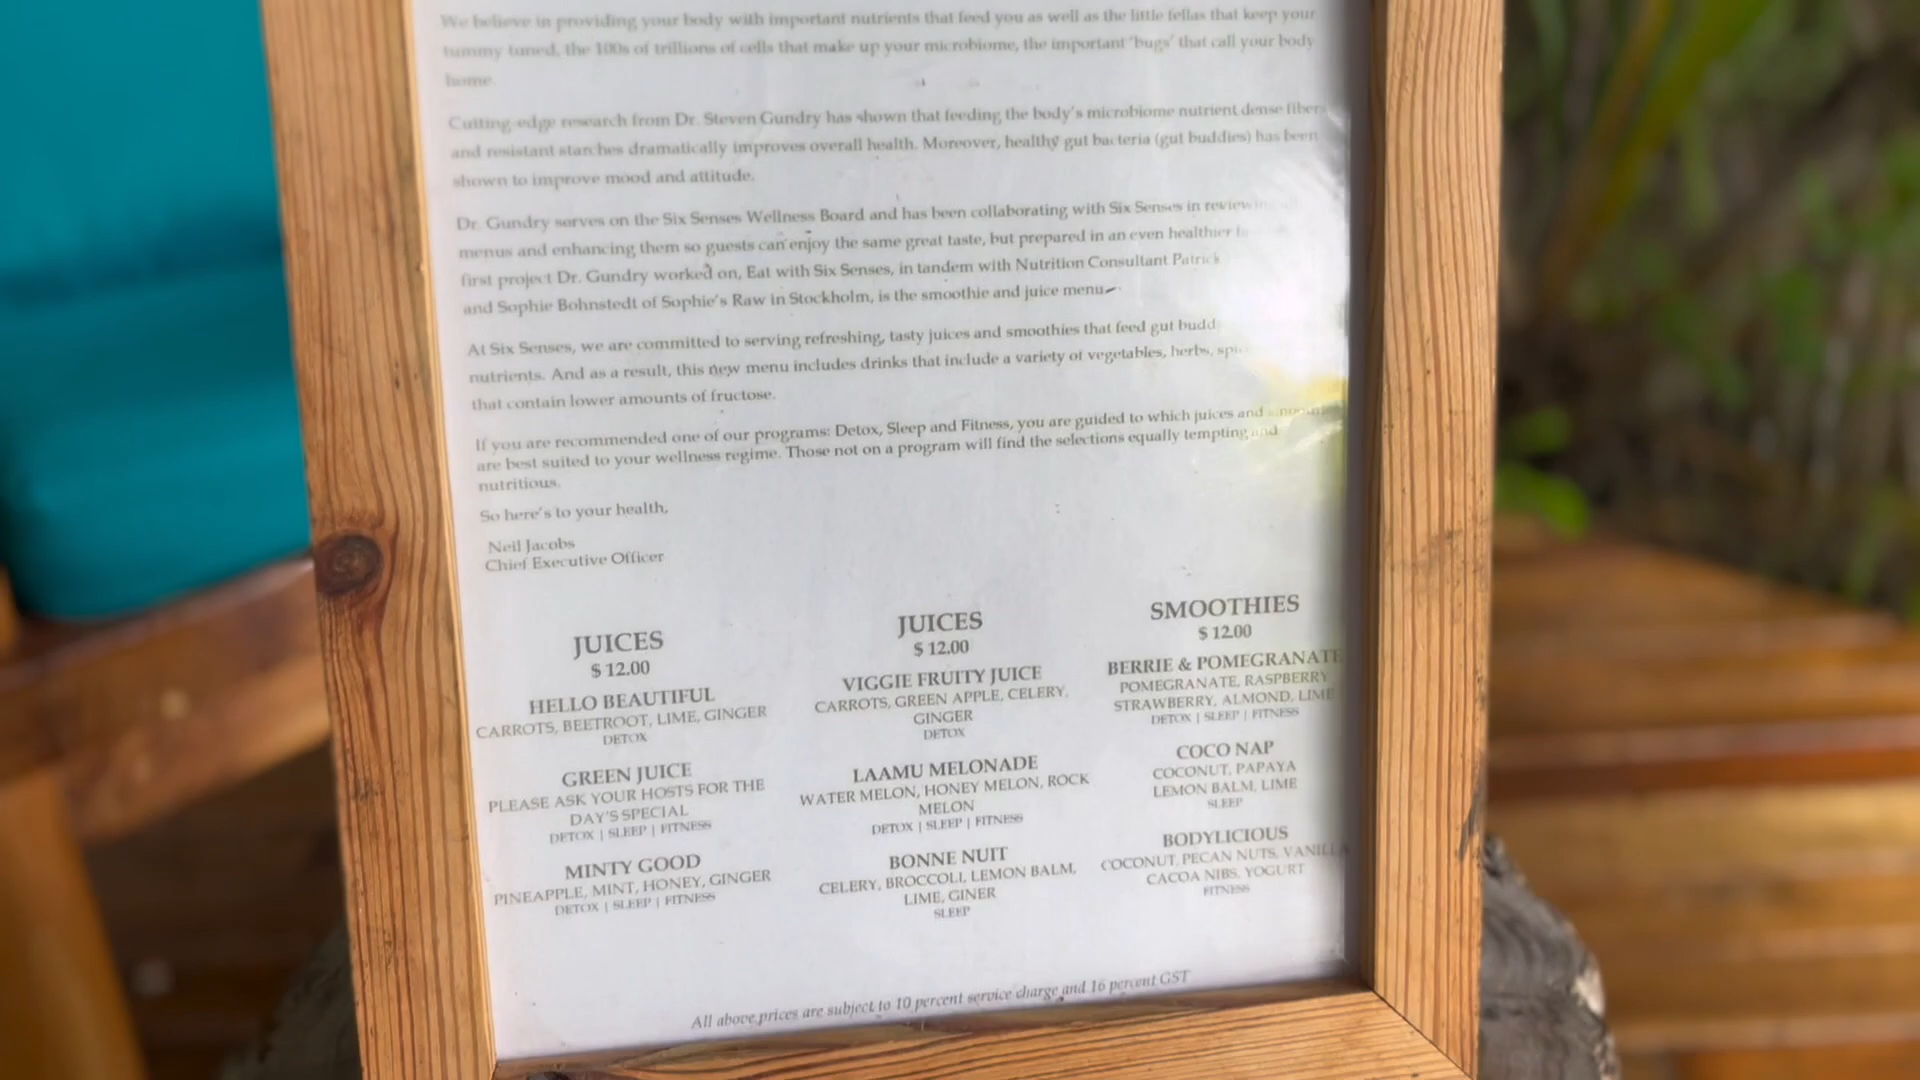 We believe in providing your body with important nutrients that feed you as well as the little fellas that keep your
tummy tuned, the 100s of trillions of cells that make up your microbiome, the important 'bugs' that call your body
home.
Cutting-edge research from Dr. Steven Gundry has shown that feeding the body's microbiome nutrient dense fiber
and resistant starches dramatically improves overall health. Moreover, healthy gut bacteria (gut buddies) has been
shown to improve mood and attitude.
Dr. Gundry serves on the Six Senses Wellness Board and has been collaborating with Six Senses in reviewing
menus and enhancing them so guests can enjoy the same great taste, but prepared in an even healthier
first project Dr. Gundry worked on, Eat with Six Senses, in tandem with Nutrition Consultant Patrick
and Sophie Bohnstedt of Sophie's Raw in Stockholm, is the smoothie and juice menu
At Six Senses, we are committed to serving refreshing, tasty juices and smoothies that feed gut
nutrients. And as a result, this new menu includes drinks that include a variety of vegetables, herbs,
that contain lower amounts of fructose.
If you are recommended one of our programs: Detox, Sleep and Fitness, you are guided to which juices and
are best suited to your wellness regime. Those not on a program will find the selections equally tempting and
nutritious.
So here's to your health,
Neil Jacobs
Chief Executive Officer
JUICES
$ 12.00
HELLO BEAUTIFUL
CARROTS, BEETROOT, LIME, GINGER
DETOX
GREEN JUICE
PLEASE ASK YOUR HOSTS FOR THE
DAY'S SPECIAL
DETOX | SLEEP | FITNESS
MINTY GOOD
PINEAPPLE, MINT, HONEY, GINGER
DETOX | SLEEP | FITNESS
JUICES
$ 12.00
VIGGIE FRUITY JUICE
CARROTS, GREEN APPLE, CELERY,
GINGER
DETOX
LAAMU MELONADE
WATER MELON, HONEY MELON, ROCK
MELON
DETOX | SLEEP | FITNESS
BONNE NUIT
CELERY, BROCCOLI, LEMON BALM,
LIME, GINER
SLEEP
SMOOTHIES
$ 12.00
BERRIE & POMEGRANATE
POMEGRANATE, RASPBERRY
STRAWBERRY, ALMOND, LIME
DETOX | SLEEP | FITNESS
COCO NAP
COCONUT, PAPAYA
LEMON BALM, LIME
SLEEP
BODYLICIOUS
COCONUT, PECAN NUTS, VANILLA
CACOA NIBS, YOGURT
FITNESS
All above prices are subject to 10 percent service charge and 16 percent GST